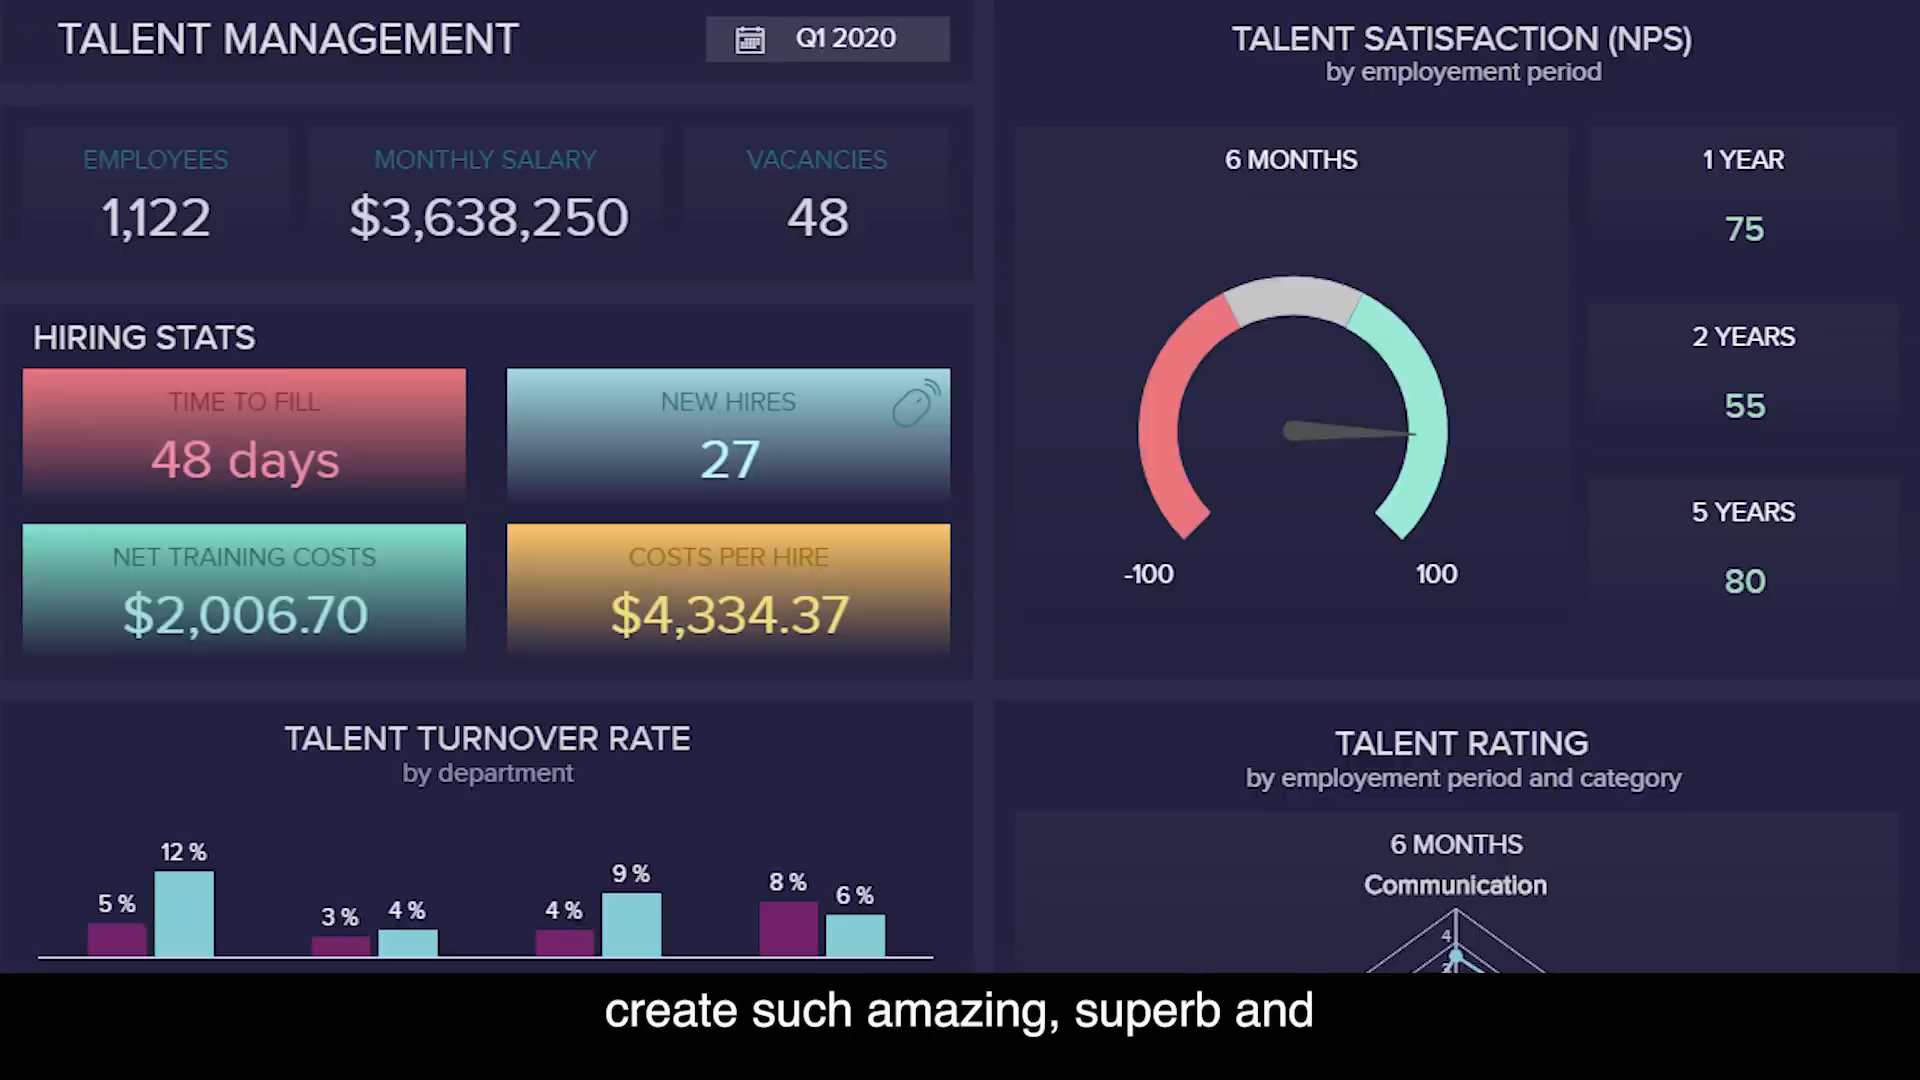 TALENT MANAGEMENT
Q1 2020
EMPLOYEES
1,122
MONTHLY SALARY
$3,638,250
VACANCIES
48
HIRING STATS
TIME TO FILL
48 days
NEW HIRES
27
NET TRAINING COSTS
$2,006.70
COSTS PER HIRE
$4,334.37
TALENT SATISFACTION (NPS)
by employement period
6 MONTHS
-100
100
1 YEAR
75
2 YEARS
55
5 YEARS
80
TALENT TURNOVER RATE
by department
5 %
12 %
3 %
4 %
4 %
9 %
8 %
6 %
TALENT RATING
by employement period and category
6 MONTHS
Communication
4
create such amazing, superb and